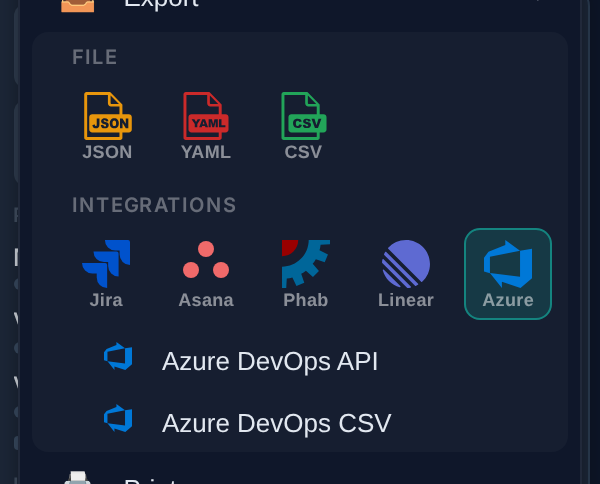 Export
FILE
JSON YAML CSV
JSON YAML CSV
INTEGRATIONS
Jira Asana Phab Linear Azure
Azure DevOps API
Azure DevOps CSV
Print